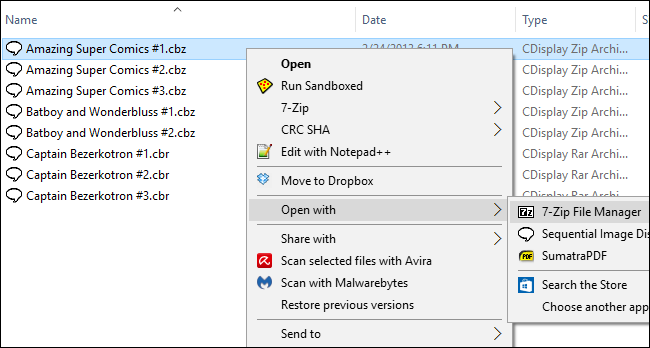 Name Date Type S
Amazing Super Comics #1.cbz 2/24/2012 6:11 PM CDisplay Zip Archi...
Amazing Super Comics #2.cbz CDisplay Zip Archi...
Amazing Super Comics #3.cbz CDisplay Zip Archi...
Batboy and Wonderbluss #1.cbz CDisplay Zip Archi...
Batboy and Wonderbluss #2.cbz CDisplay Zip Archi...
Captain Bezerkotron #1.cbr CDisplay Rar Archi...
Captain Bezerkotron #2.cbr CDisplay Rar Archi...
Captain Bezerkotron #3.cbr CDisplay Rar Archi...
Open
Run Sandboxed
7-Zip
CRC SHA
Edit with Notepad++
Move to Dropbox
Open with
Share with
Scan selected files with Avira
Scan with Malwarebytes
Restore previous versions
Send to
7z 7-Zip File Manager
Sequential Image Dis
PDF SumatraPDF
Search the Store
Choose another app